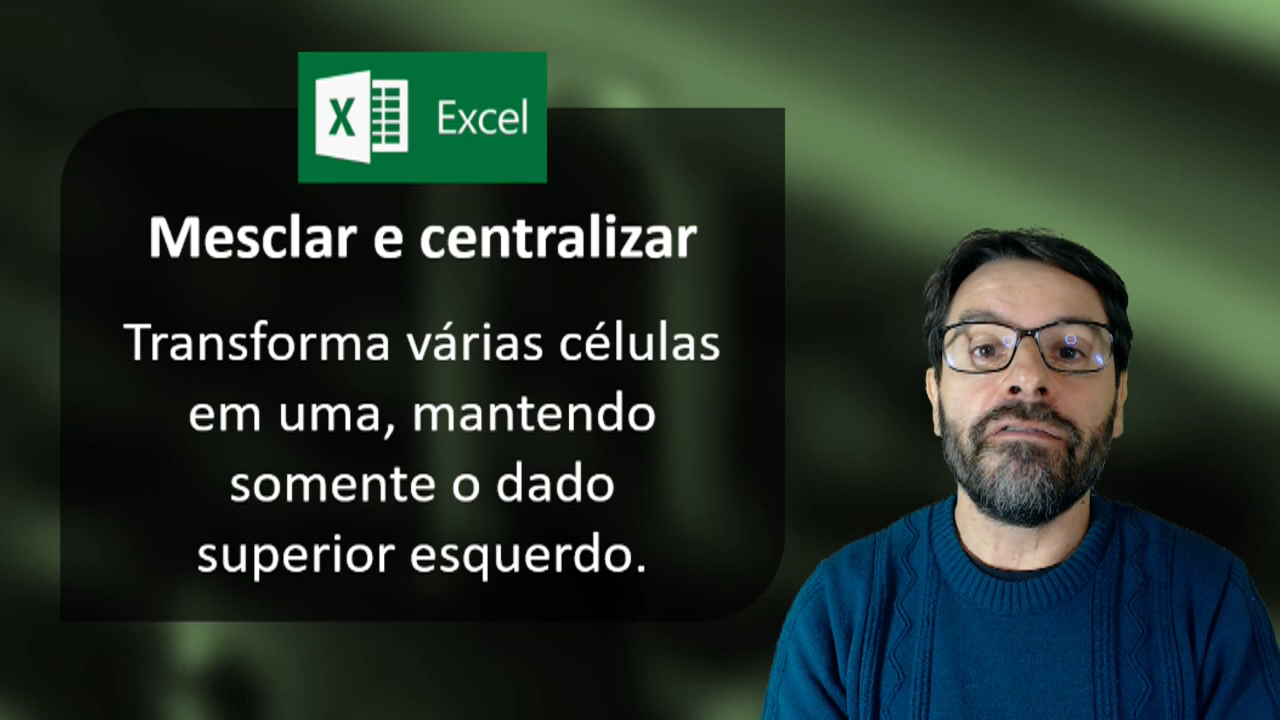 X Excel
Mesclar e centralizar
Transforma várias células
em uma, mantendo
somente o dado
superior esquerdo.